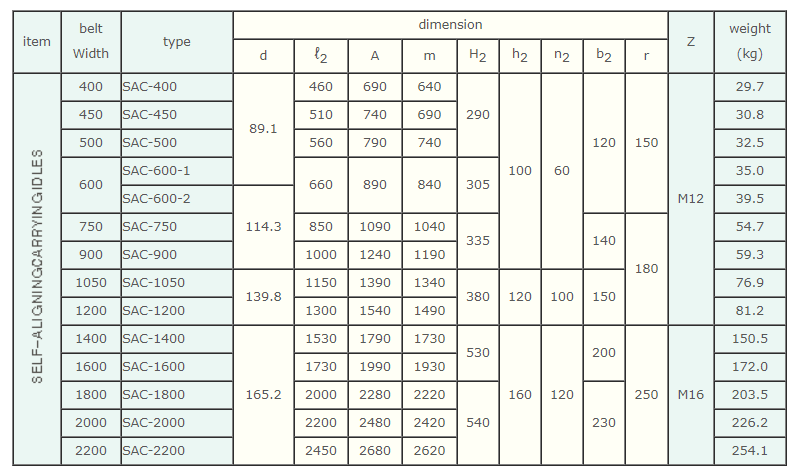 item belt Width type dimension Z weight (kg)
d ℓ2 A m H2 h2 n2 b2 r
SELF-ALIGNINGCARRYINGIDLES
400 SAC-400 89.1 460 690 640 290 100 60 120 150 M12 29.7
450 SAC-450 510 740 690 30.8
500 SAC-500 560 790 740 32.5
600 SAC-600-1 660 890 840 305 35.0
SAC-600-2 114.3 39.5
750 SAC-750 850 1090 1040 335 140 180 54.7
900 SAC-900 1000 1240 1190 59.3
1050 SAC-1050 139.8 1150 1390 1340 380 120 100 150 76.9
1200 SAC-1200 1300 1540 1490 81.2
1400 SAC-1400 165.2 1530 1790 1730 530 160 120 200 250 M16 150.5
1600 SAC-1600 1730 1990 1930 172.0
1800 SAC-1800 2000 2280 2220 540 230 203.5
2000 SAC-2000 2200 2480 2420 226.2
2200 SAC-2200 2450 2680 2620 254.1